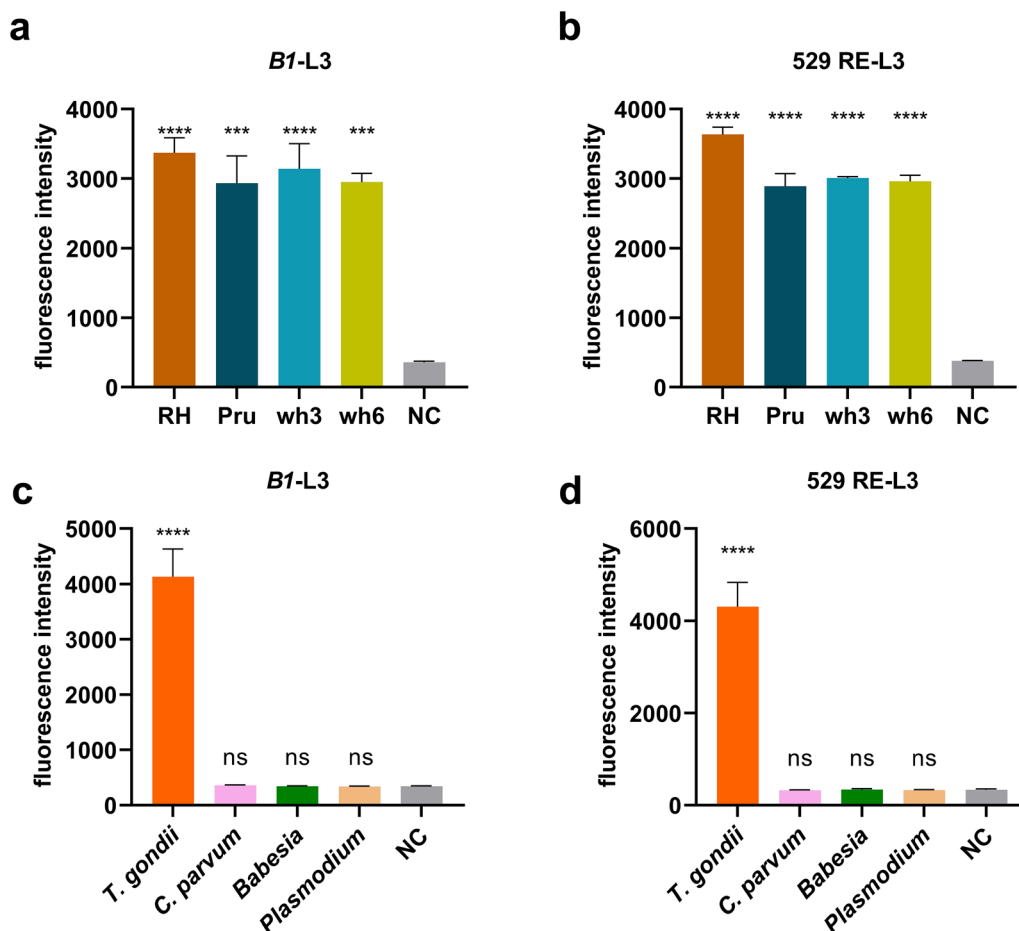 a
B1-L3
fluorescence intensity
4000
3000
2000
1000
0
**** *** **** ***
RH Pru wh3 wh6 NC
b
529 RE-L3
fluorescence intensity
4000
3000
2000
1000
0
**** **** **** ****
RH Pru wh3 wh6 NC
c
B1-L3
fluorescence intensity
5000
4000
3000
2000
1000
0
****
ns ns ns
T. gondii
C. parvum
Babesia
Plasmodium
NC
d
529 RE-L3
fluorescence intensity
6000
4000
2000
0
****
ns ns ns
T. gondii
C. parvum
Babesia
Plasmodium
NC